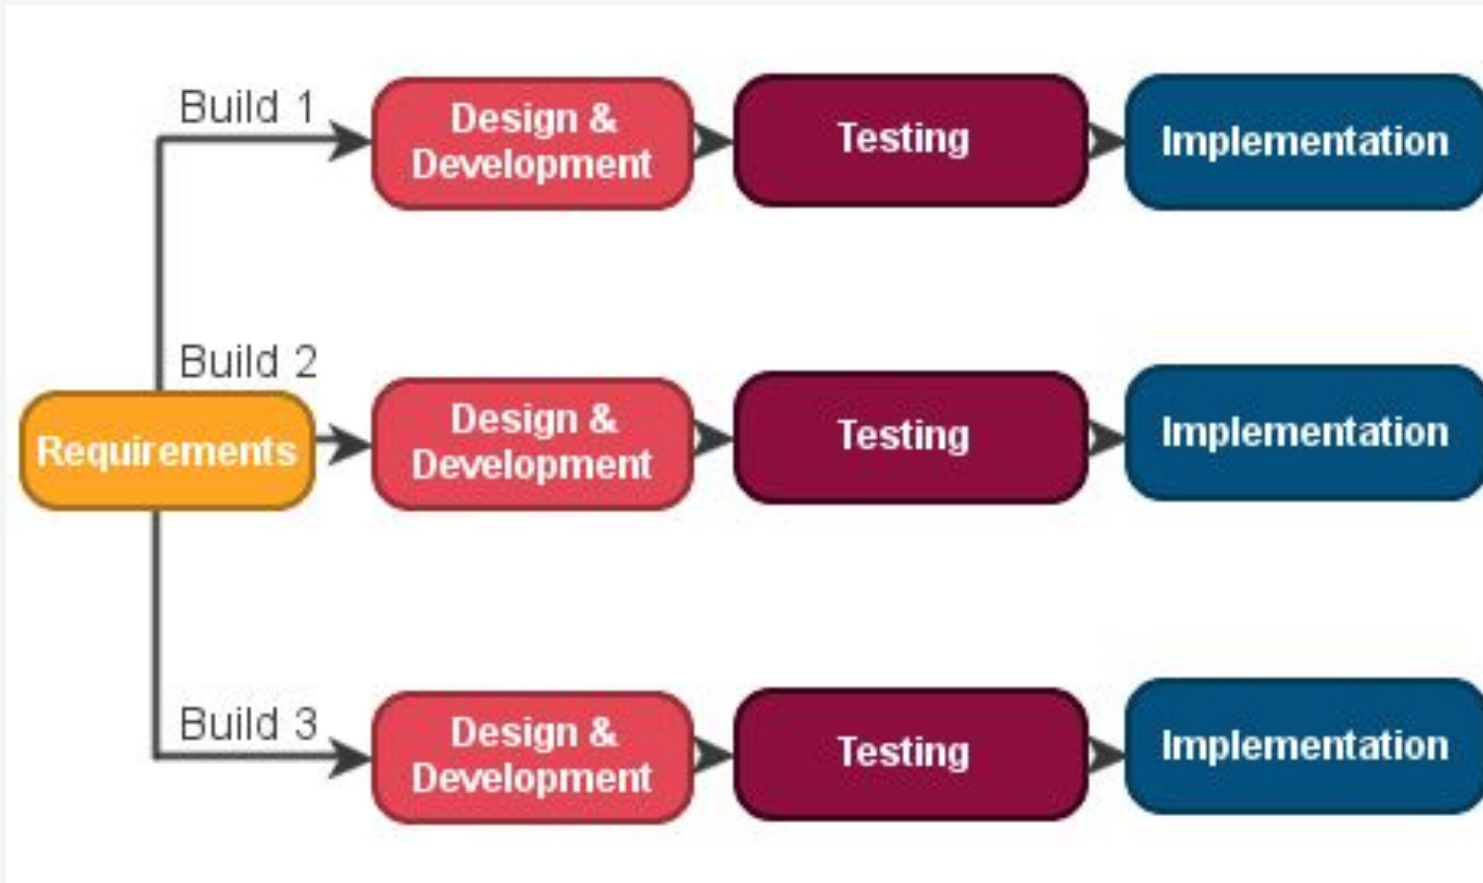 Build 1
Design &
Development
Testing
Implementation
Build 2
Requirements
Design &
Development
Testing
Implementation
Build 3
Design &
Development
Testing
Implementation